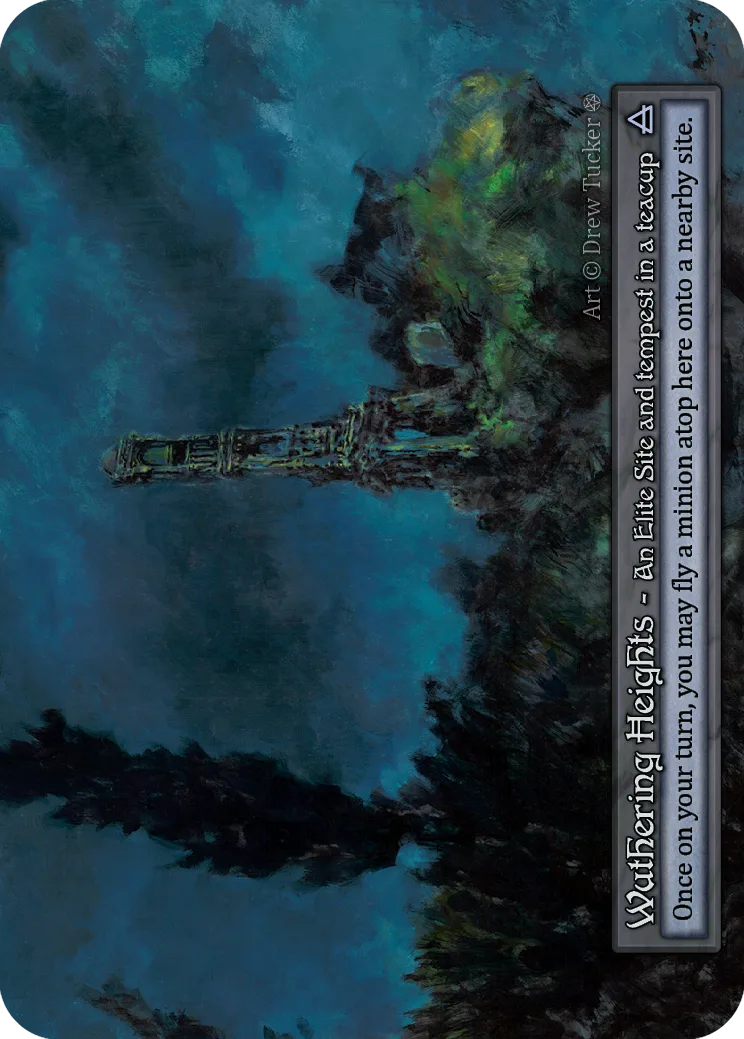 Art © Drew Tucker
Wuthering Heights - An Elite Site and tempest in a teacup
Once on your turn, you may fly a minion atop here onto a nearby site.